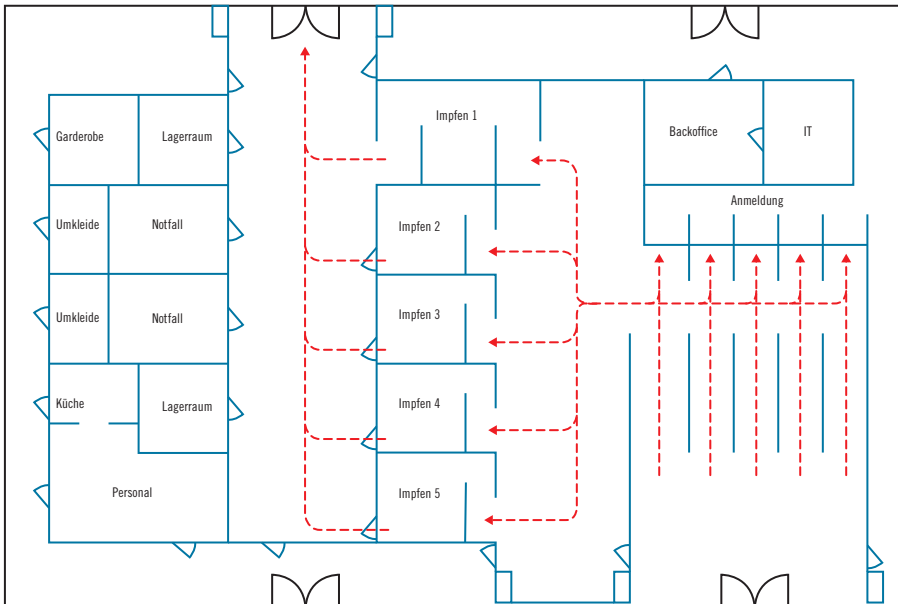 Impfen 1
Backoffice
IT
Garderobe
Lagerraum
Anmeldung
Umkleide
Notfall
Impfen 2
Umkleide
Notfall
Impfen 3
Küche
Lagerraum
Impfen 4
Personal
Impfen 5